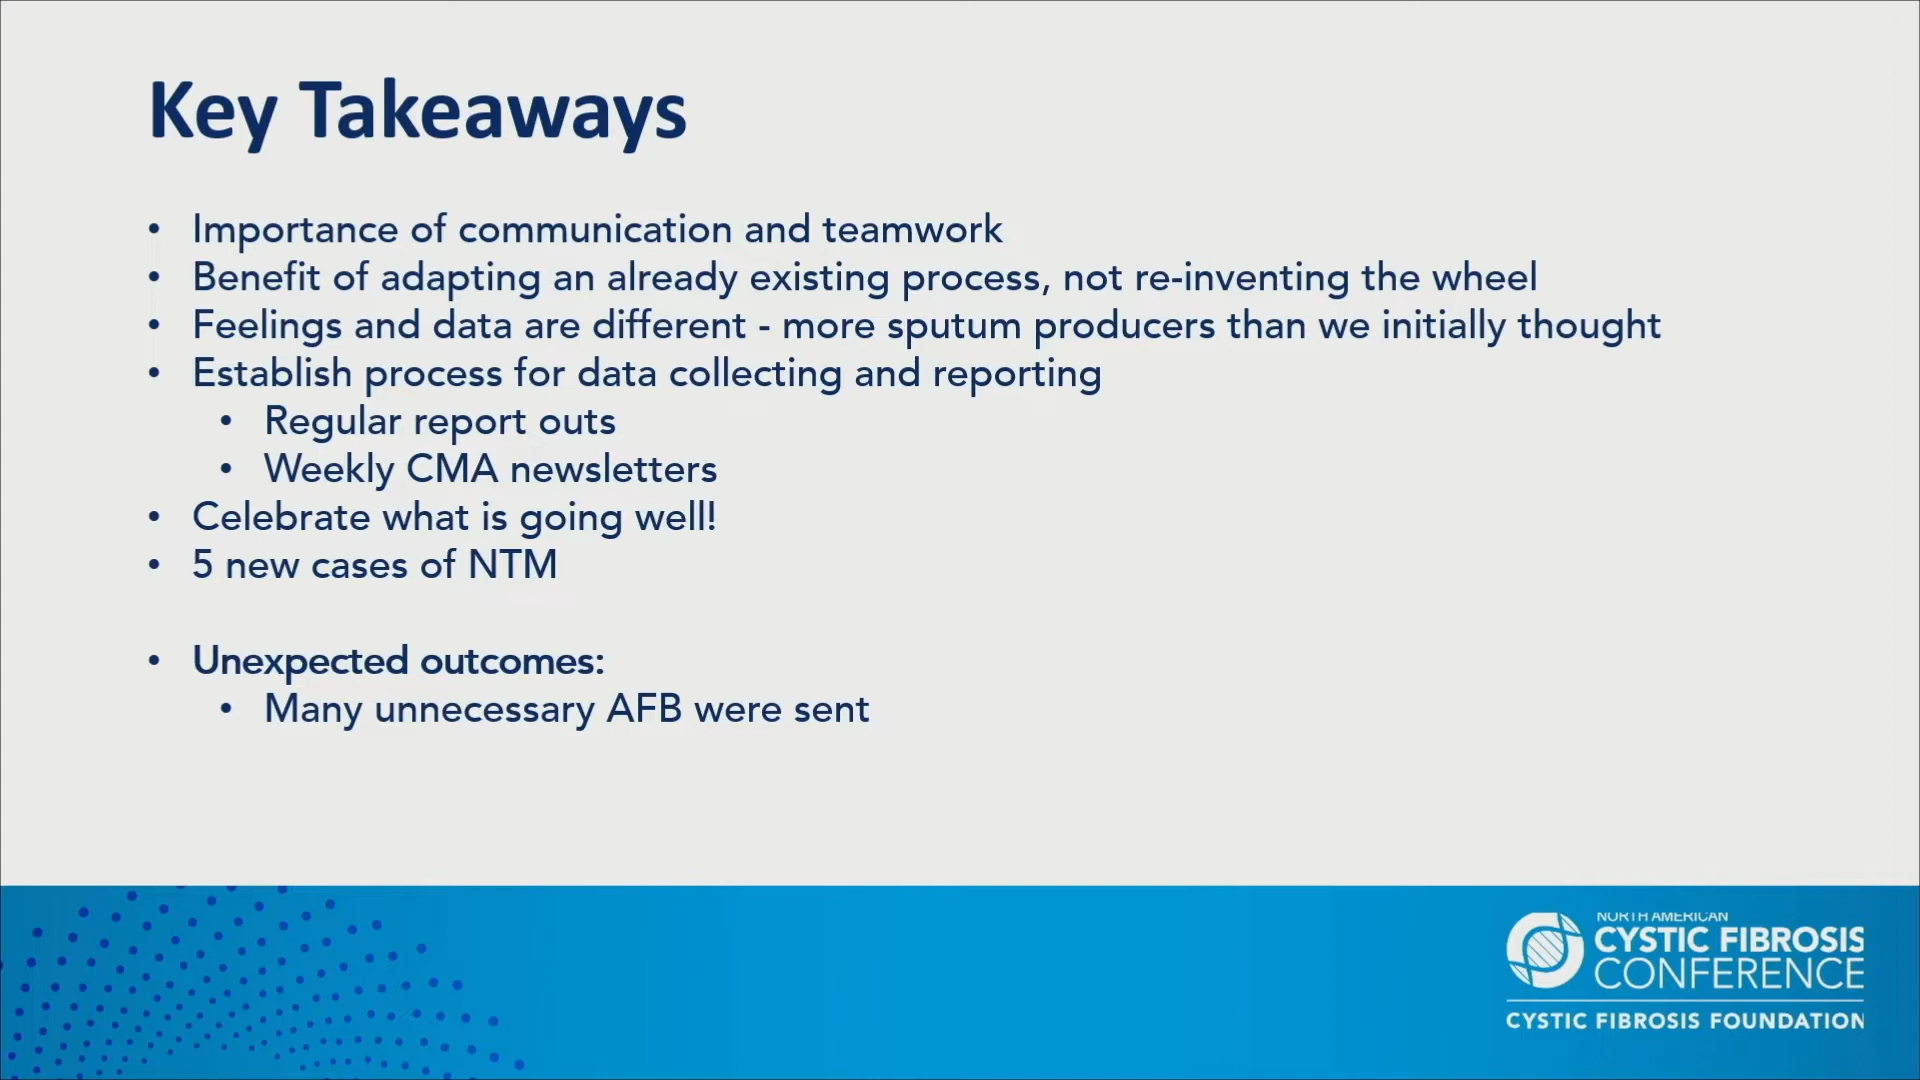 Key Takeaways
• Importance of communication and teamwork
• Benefit of adapting an already existing process, not re-inventing the wheel
• Feelings and data are different - more sputum producers than we initially thought
• Establish process for data collecting and reporting
• Regular report outs
• Weekly CMA newsletters
• Celebrate what is going well!
• 5 new cases of NTM
• Unexpected outcomes:
• Many unnecessary AFB were sent
NORTH AMERICAN
CYSTIC FIBROSIS
CONFERENCE
CYSTIC FIBROSIS FOUNDATION